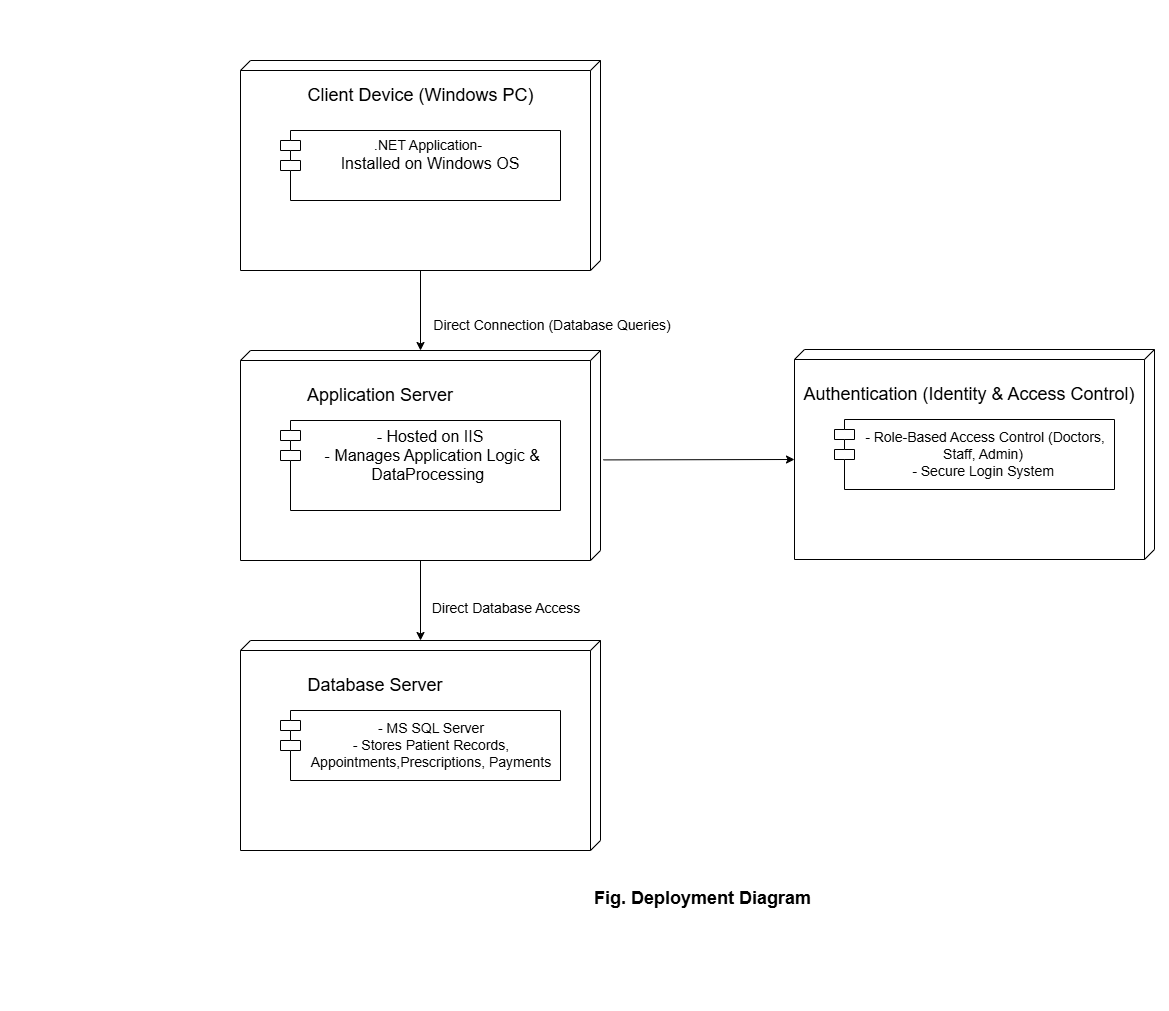 Client Device (Windows PC)
.NET Application-
Installed on Windows OS
Direct Connection (Database Queries)
Application Server
- Hosted on IIS
- Manages Application Logic &
DataProcessing
Authentication (Identity & Access Control)
- Role-Based Access Control (Doctors,
Staff, Admin)
- Secure Login System
Direct Database Access
Database Server
- MS SQL Server
- Stores Patient Records,
Appointments,Prescriptions, Payments
Fig. Deployment Diagram